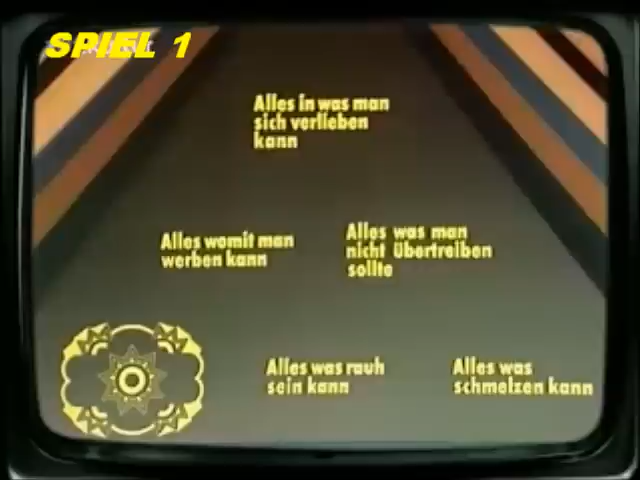 SPIEL 1
Alles in was man
sich verlieben
kann
Alles womit man
werben kann
Alles was man
nicht übertreiben
sollte
Alles was rauh
sein kann
Alles was
schmelzen kann